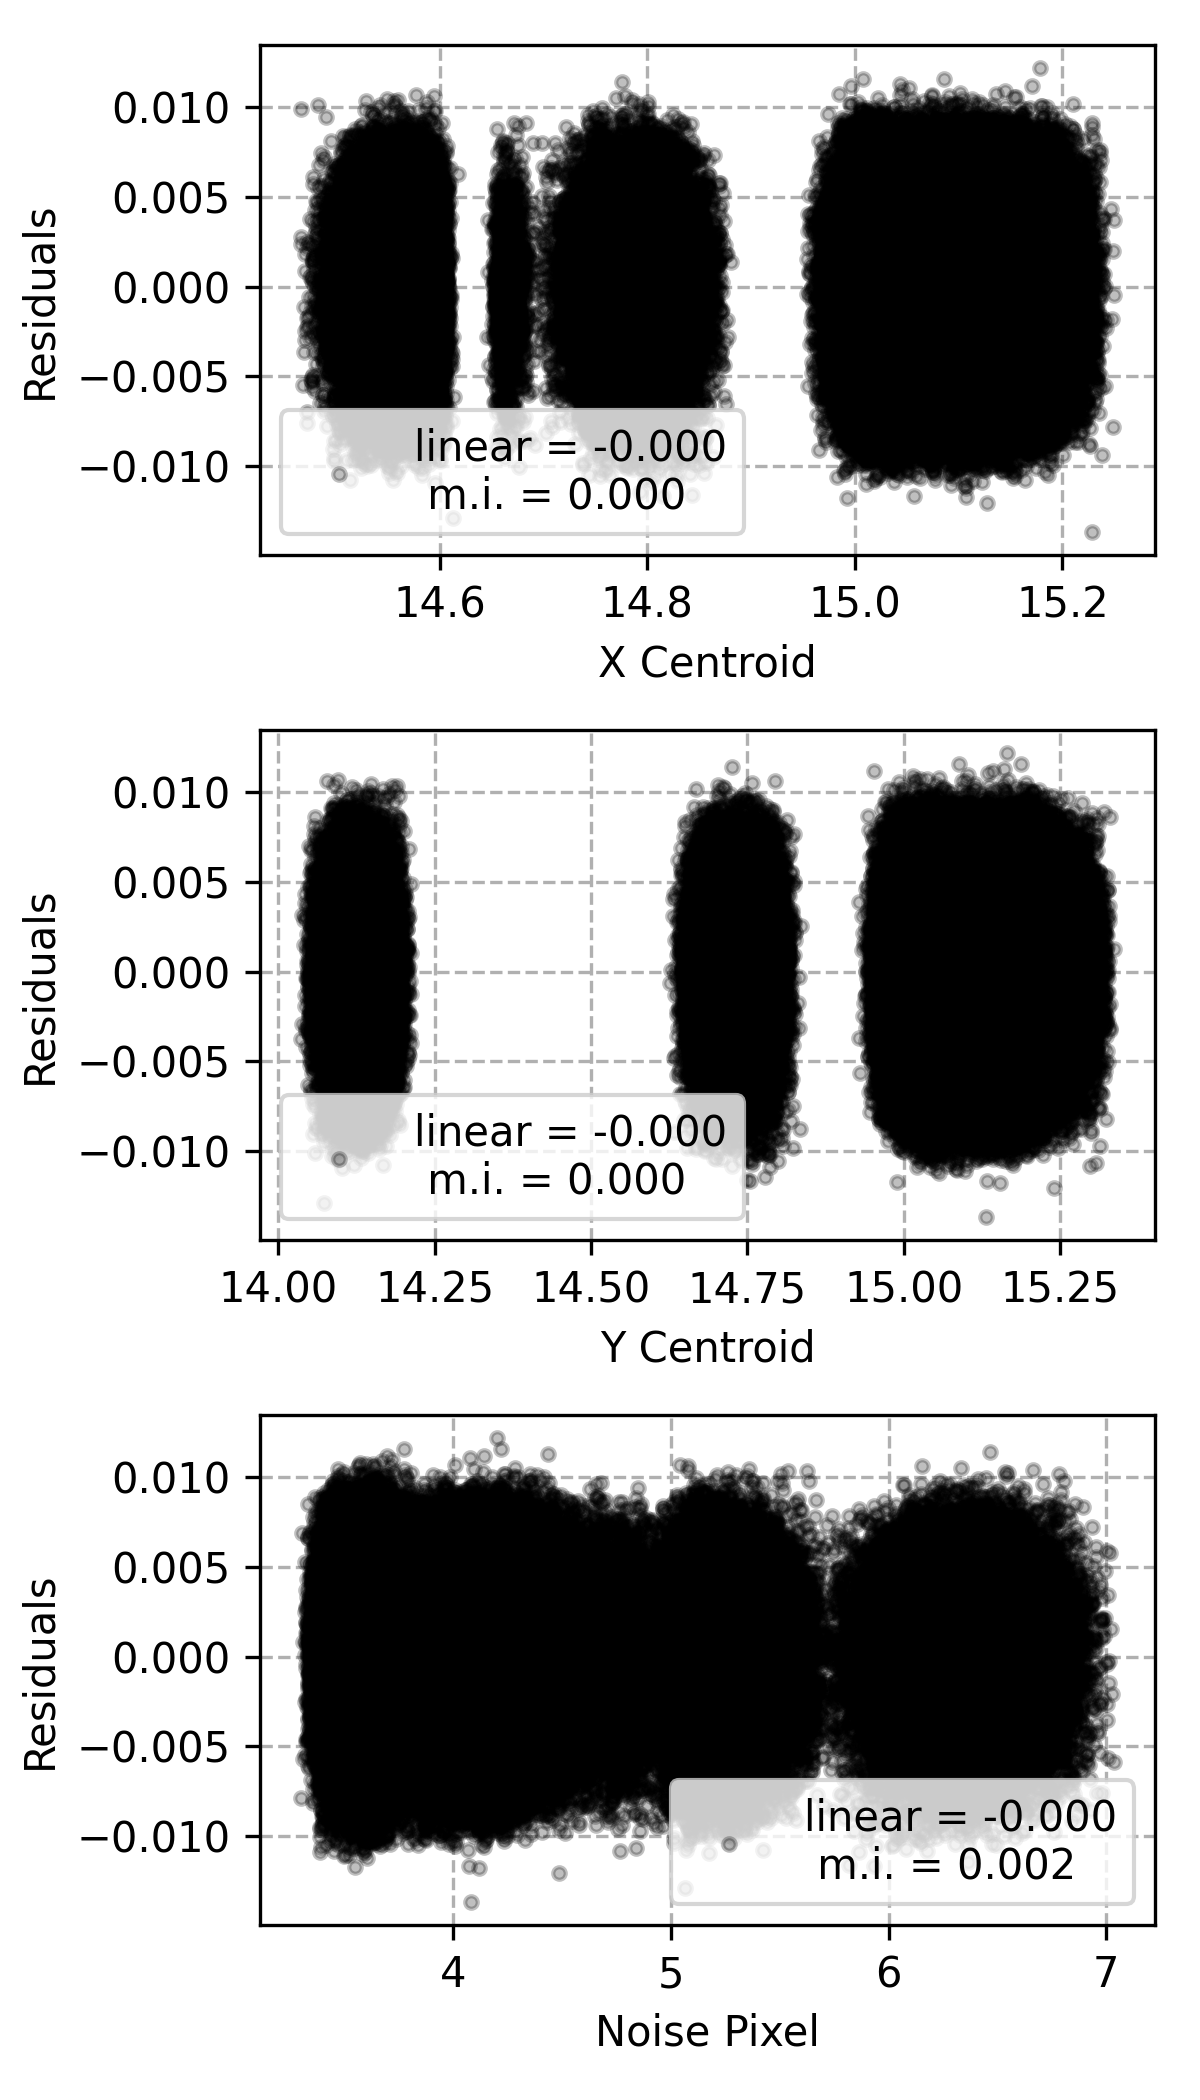 0.010
0.005
0.000
−0.005
−0.010
Residuals
linear = -0.000
m.i. = 0.000
14.6 14.8 15.0 15.2
X Centroid
0.010
0.005
0.000
−0.005
−0.010
Residuals
linear = -0.000
m.i. = 0.000
14.00 14.25 14.50 14.75 15.00 15.25
Y Centroid
0.010
0.005
0.000
−0.005
−0.010
Residuals
linear = -0.000
m.i. = 0.002
4 5 6 7
Noise Pixel